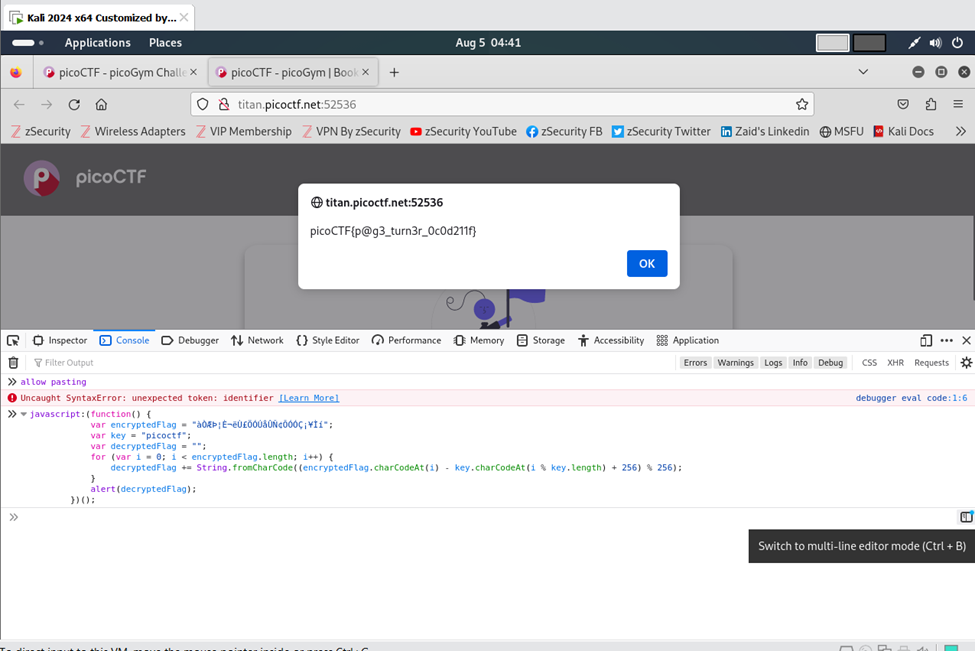 Kali 2024 x64 Customized by...
Applications Places Aug 5 04:41
picoCTF - picoGym Challe picoCTF - picoGym | Book
titan.picoctf.net:52536
zSecurity Wireless Adapters VIP Membership VPN By zSecurity zSecurity YouTube zSecurity FB zSecurity Twitter Zaid's Linkedin MSFU Kali Docs
picoCTF
titan.picoctf.net:52536
picoCTF{p@g3_turn3r_0c0d211f}
OK
Inspector Console Debugger Network Style Editor Performance Memory Storage Accessibility Application
Filter Output Errors Warnings Logs Info Debug CSS XHR Requests
allow pasting
Uncaught SyntaxError: unexpected token: identifier [Learn More] debugger eval code:1:6
javascript:(function() {
var encryptedFlag = "àÒÆÞ¦È¬ëÙ£ÖÓÚåÛÑ¢ÕÓÔÇ¡¥Ìí";
var key = "picoctf";
var decryptedFlag = "";
for (var i = 0; i < encryptedFlag.length; i++) {
decryptedFlag += String.fromCharCode((encryptedFlag.charCodeAt(i) - key.charCodeAt(i % key.length) + 256) % 256);
}
alert(decryptedFlag);
})();
Switch to multi-line editor mode (Ctrl + B)
To direct input to this VM, move the mouse pointer inside or press Ctrl+G.